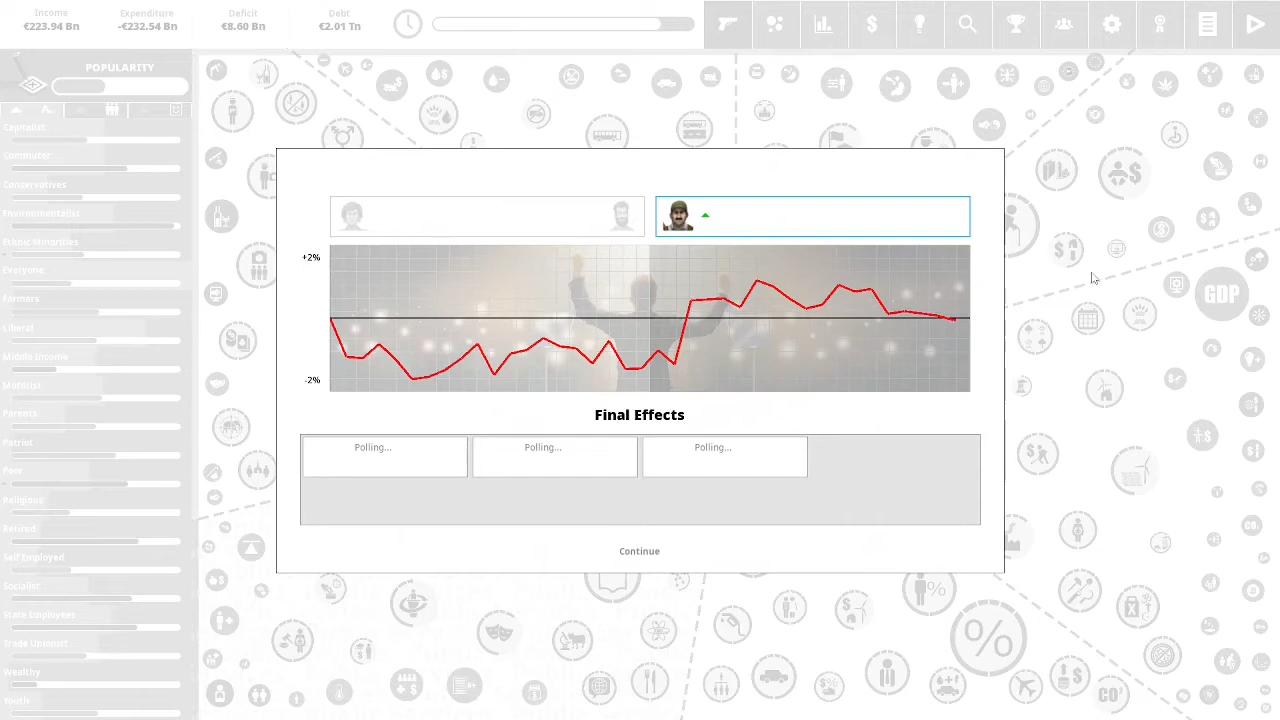 Income
Expenditure
Deficit
Debt
€223.94 Bn
-€232.54 Bn
€8.60 Bn
€2.01 Tn
POPULARITY
Capitalist
Commuter
Conservatives
Environmentalist
Ethnic Minorities
Everyone
Farmers
Liberal
Middle Income
Motorist
Parents
Patriot
Poor
Religious
Retired
Self Employed
Socialist
State Employees
Trade Unionist
Wealthy
Youth
+2%
-2%
Final Effects
Polling...
Polling...
Polling...
Continue
GDP